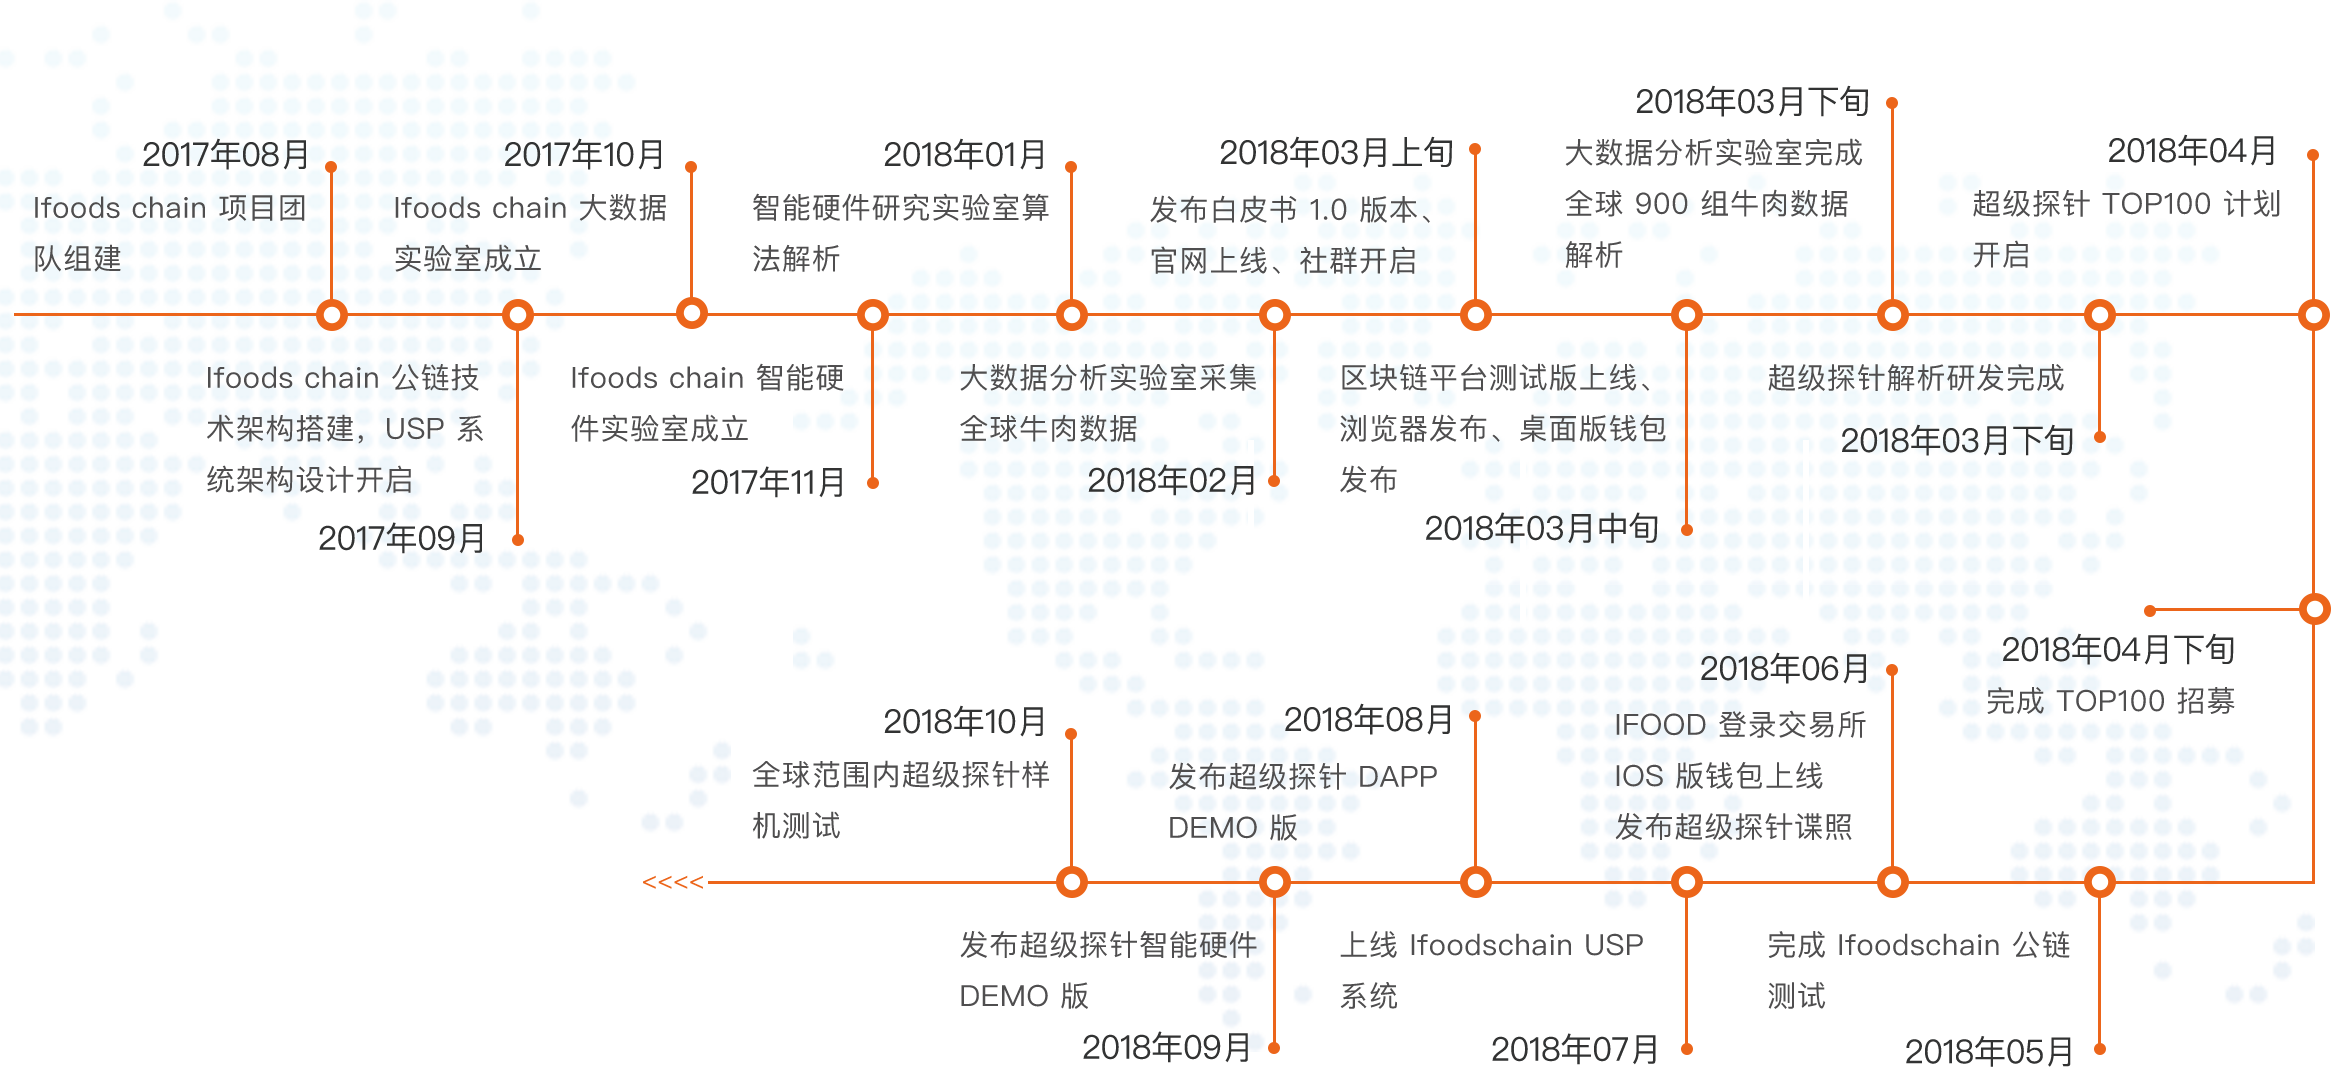 2017年08月
Ifoods chain 项目团
队组建
Ifoods chain 公链技
术架构搭建，USP 系
统架构设计开启
2017年09月
2017年10月
Ifoods chain 大数据
实验室成立
Ifoods chain 智能硬
件实验室成立
2017年11月
2018年01月
智能硬件研究实验室算
法解析
大数据分析实验室采集
全球牛肉数据
2018年02月
2018年03月上旬
发布白皮书 1.0 版本、
官网上线、社群开启
区块链平台测试版上线、
浏览器发布、桌面版钱包
发布
2018年03月中旬
2018年03月下旬
大数据分析实验室完成
全球 900 组牛肉数据
解析
超级探针解析研发完成
2018年03月下旬
2018年04月
超级探针 TOP100 计划
开启
2018年04月下旬
完成 TOP100 招募
完成 Ifoodschain 公链
测试
2018年05月
2018年06月
IFOOD 登录交易所
IOS 版钱包上线
发布超级探针谍照
上线 Ifoodschain USP
系统
2018年07月
2018年08月
发布超级探针 DAPP
DEMO 版
发布超级探针智能硬件
DEMO 版
2018年09月
2018年10月
全球范围内超级探针样
机测试
<<<<